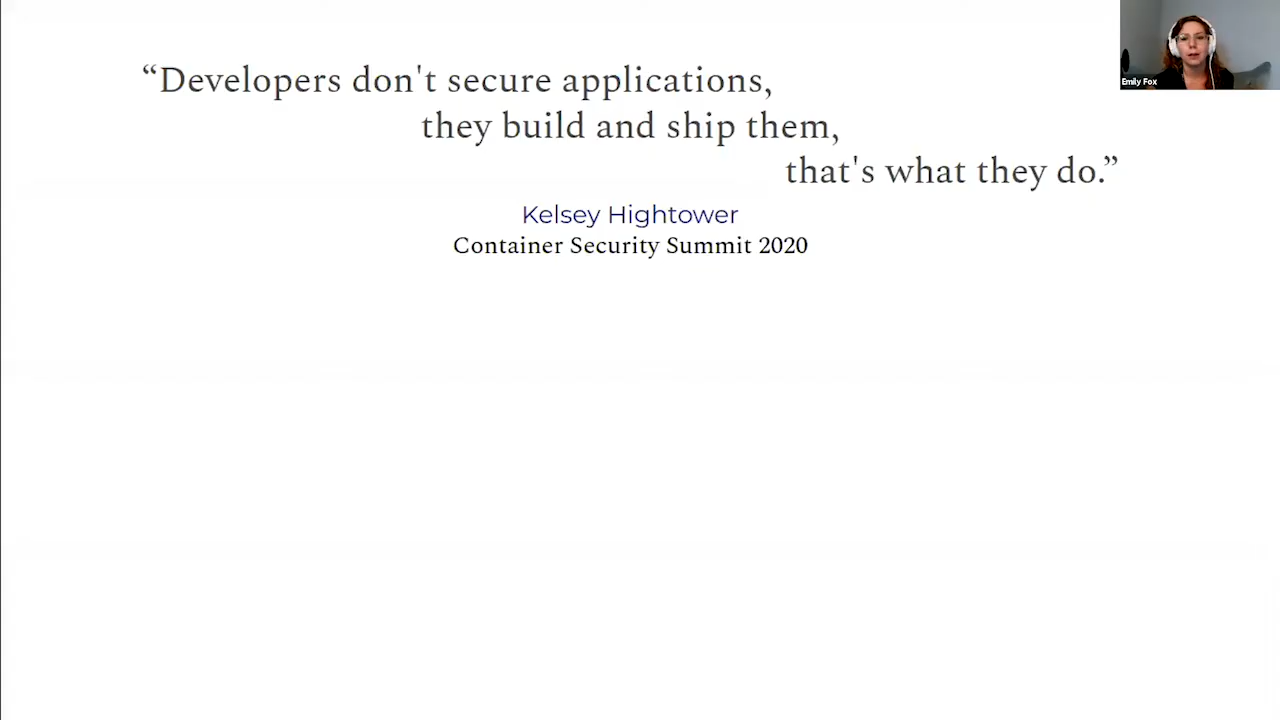 “Developers don't secure applications,
they build and ship them,
that's what they do.”
Kelsey Hightower
Container Security Summit 2020
Emily Fox